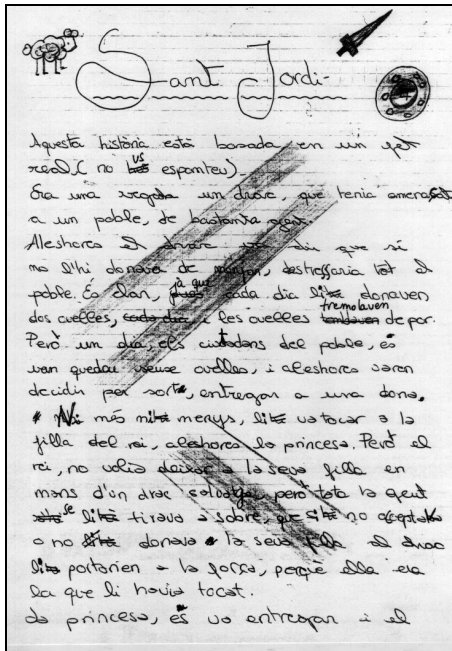 Sant Jordi-
Aquesta història està basada en un fet
real ( no us espanteu).
Era una vegada un drac, que tenia amenaçat
a un poble, de bastanta gent.
Aleshores el drac va dir que si
no l'hi donava de menjar, destrossaria tot el
poble. És clar, ja que cada dia li donaven
dos ovelles, i les ovelles tremolaven de por.
Però un dia, els ciutadans del poble, es
van quedar sense ovelles, i aleshores varen
decidir per sorts, entregar a una dona.
Ni més ni menys, li va tocar a la
filla del rei, aleshores la princesa. Però el
rei, no volia deixar a la seva filla en
mans d'un drac salvatge, però tota la gent
se li tirava a sobre, que si no acceptava
o no donava a la seva filla al drac
li portarien a la força, perquè ella era
la que li havia tocat.
La princesa, es va entregar i el